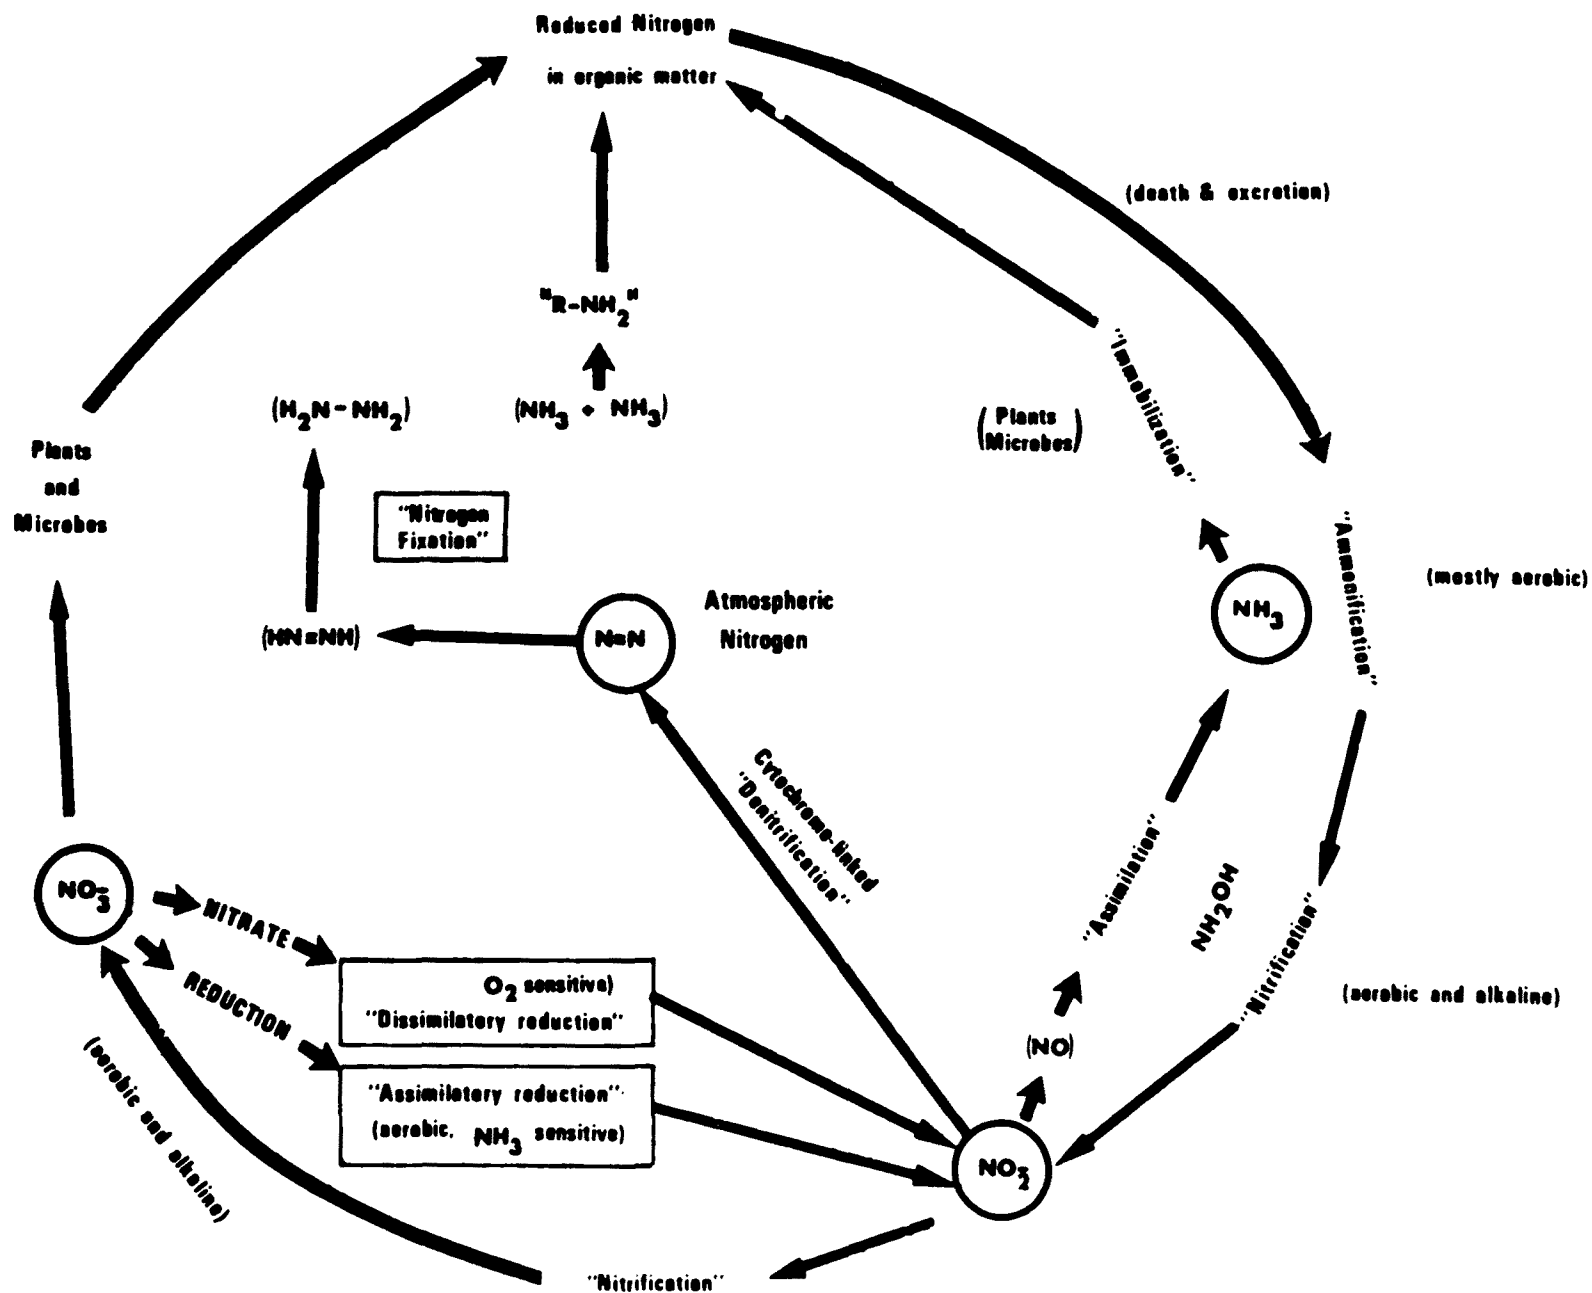 Reduced Nitrogen
in organic matter
(death & excretion)
"R-NH2"
"Immobilization"
(H2N-NH2)
(NH3 + NH3)
(Plants
Microbes)
Plants
and
Microbes
"Nitrogen
Fixation"
"Ammonification"
(mostly aerobic)
Atmospheric
Nitrogen
NH3
(HN=NH)
N≡N
Cytochrome-linked
"Denitrification"
"Assimilation"
NH2OH
NO3-
NITRATE
REDUCTION
"Nitrification"
(aerobic and alkaline)
O2 sensitive)
"Dissimilatory reduction"
(NO)
"Assimilatory reduction"
(aerobic, NH3 sensitive)
(aerobic and alkaline)
NO2-
"Nitrification"